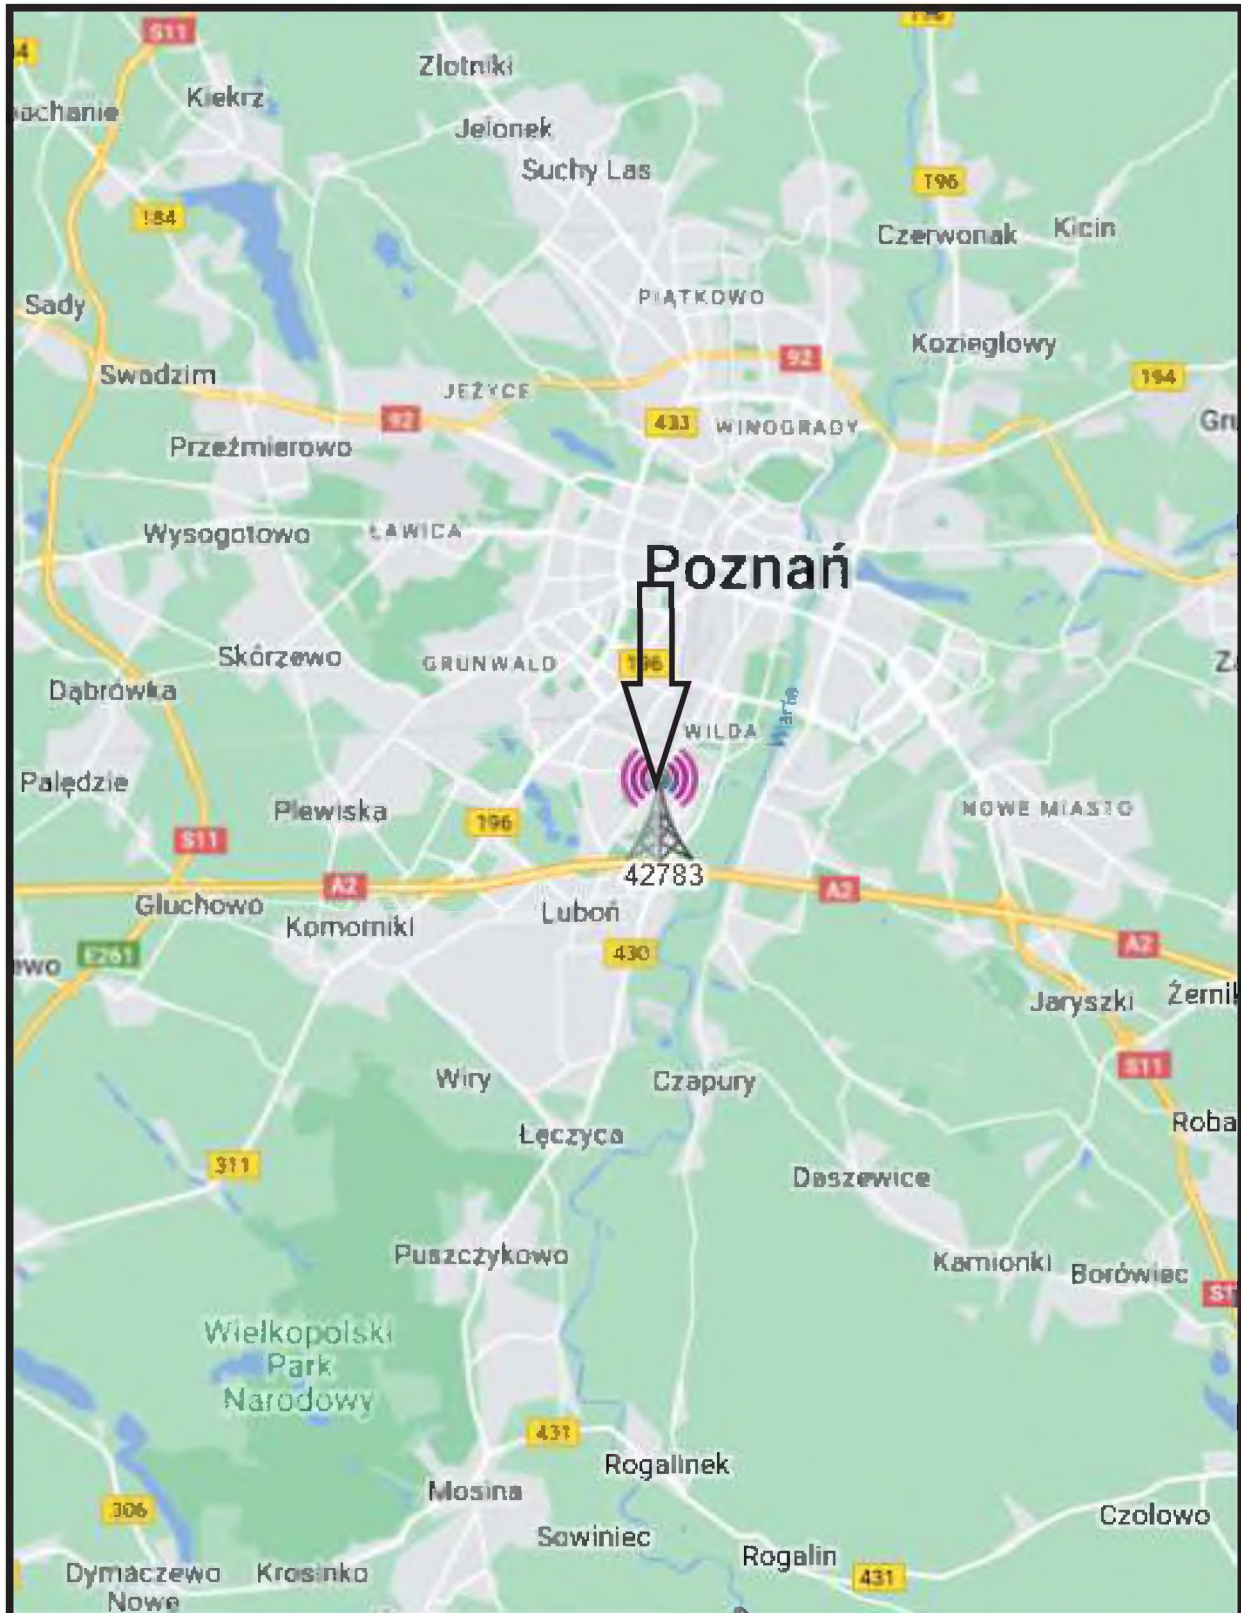 S11
Kiekrz
Złotniki
Jelonek
Suchy Las
196
184
Czerwonak
Kicin
Sady
PIĄTKOWO
Koziegłowy
92
Swadzim
JEŻYCE
194
92
433
WINOGRADY
Przeźmierowo
Wysogotowo
ŁAWICA
Poznań
Skórzewo
GRUNWALD
196
Dąbrówka
WILDA
Warta
Palędzie
Plewiska
196
NOWE MIASTO
S11
42783
A2
A2
Głuchowo
Komorniki
Luboń
430
E261
A2
Jaryszki
S11
Wiry
Czapury
Łęczyca
311
Daszewice
Puszczykowo
Kamionki
Borówiec
Wielkopolski
Park
Narodowy
431
Rogalinek
Mosina
306
Czołowo
Sowiniec
Rogalin
431
Dymaczewo
Nowe
Krosinko